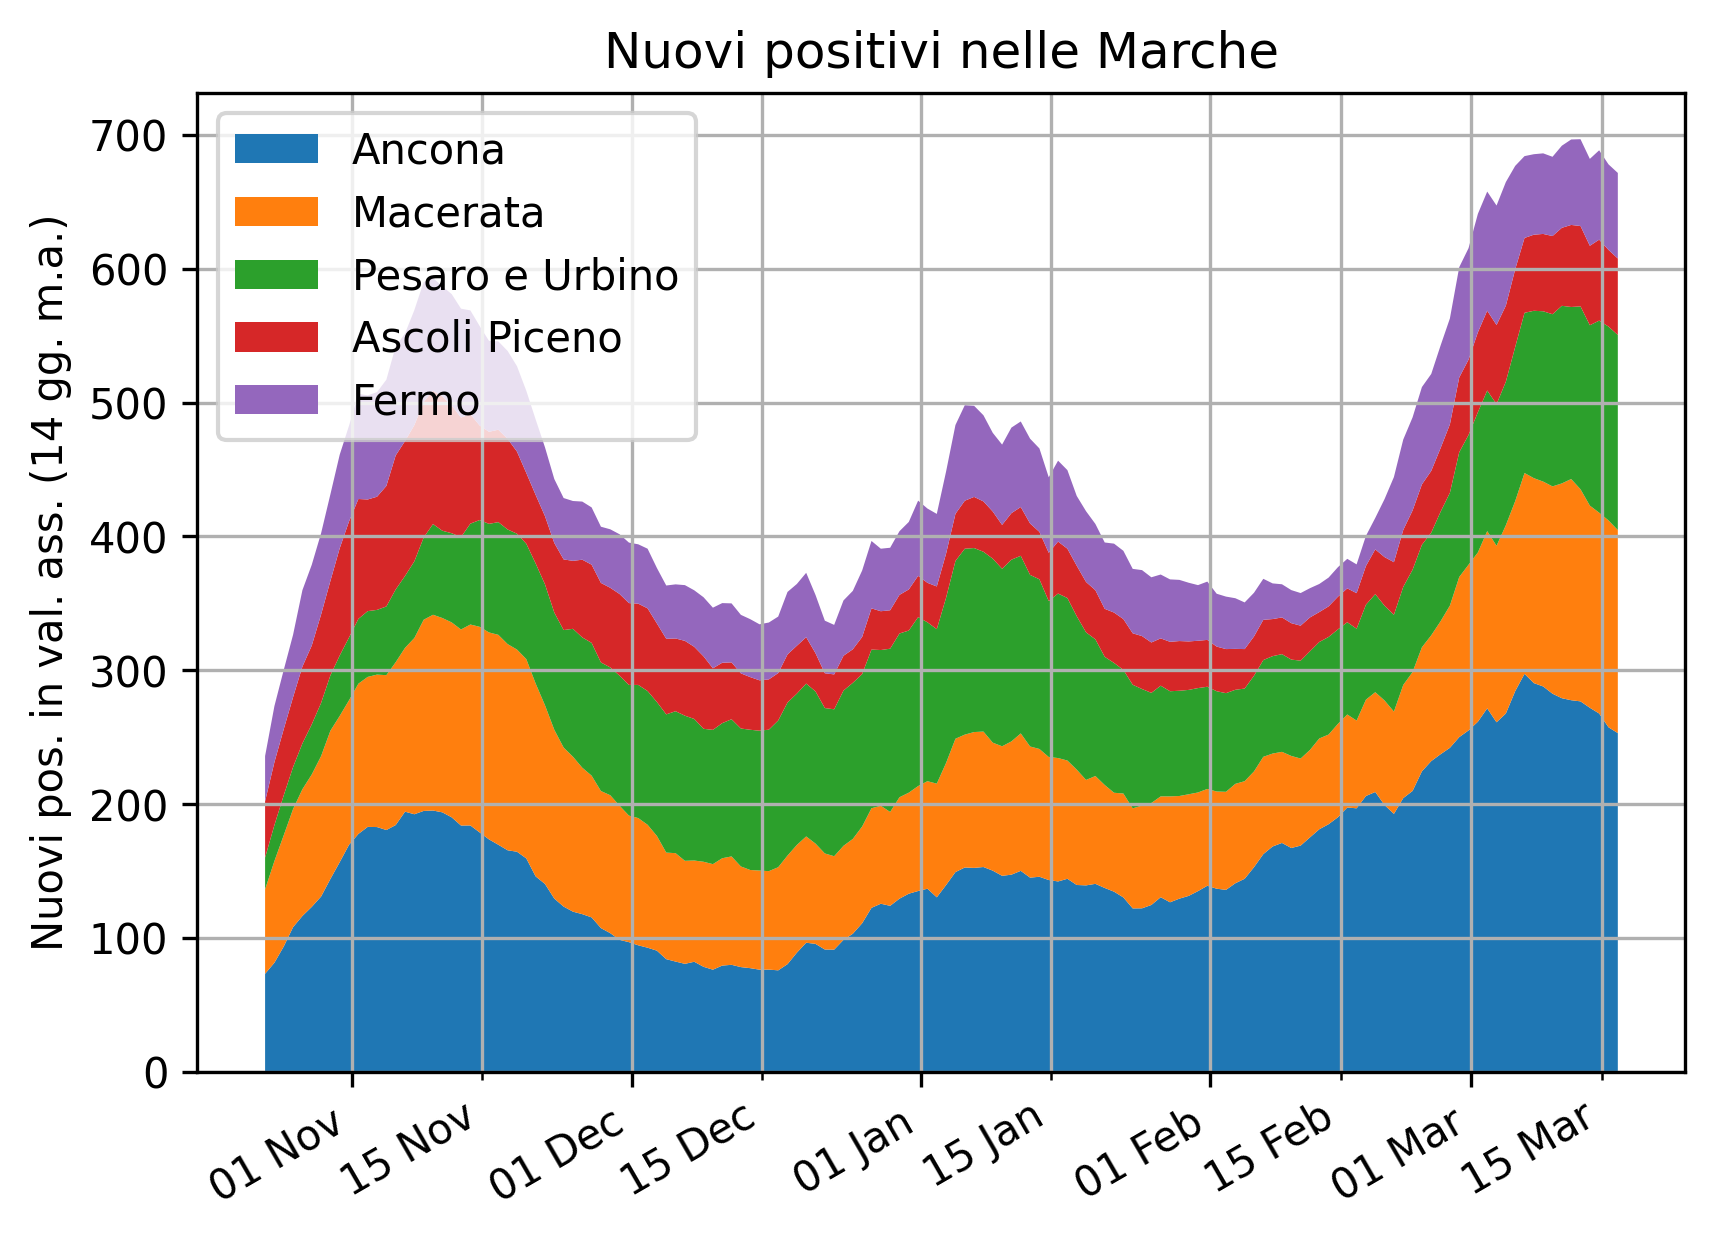 Nuovi positivi nelle Marche
Nuovi pos. in val. ass. (14 gg. m.a.)
700
600
500
400
300
200
100
0
Ancona
Macerata
Pesaro e Urbino
Ascoli Piceno
Fermo
01 Nov
15 Nov
01 Dec
15 Dec
01 Jan
15 Jan
01 Feb
15 Feb
01 Mar
15 Mar